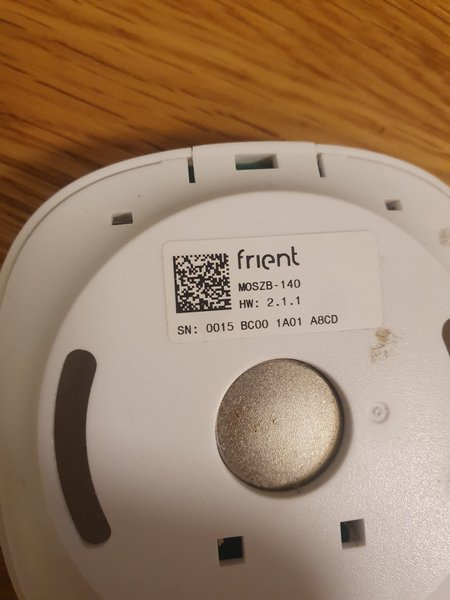 frient
MOSZB-140
HW: 2.1.1
SN: 0015 BC00 1A01 A8CD